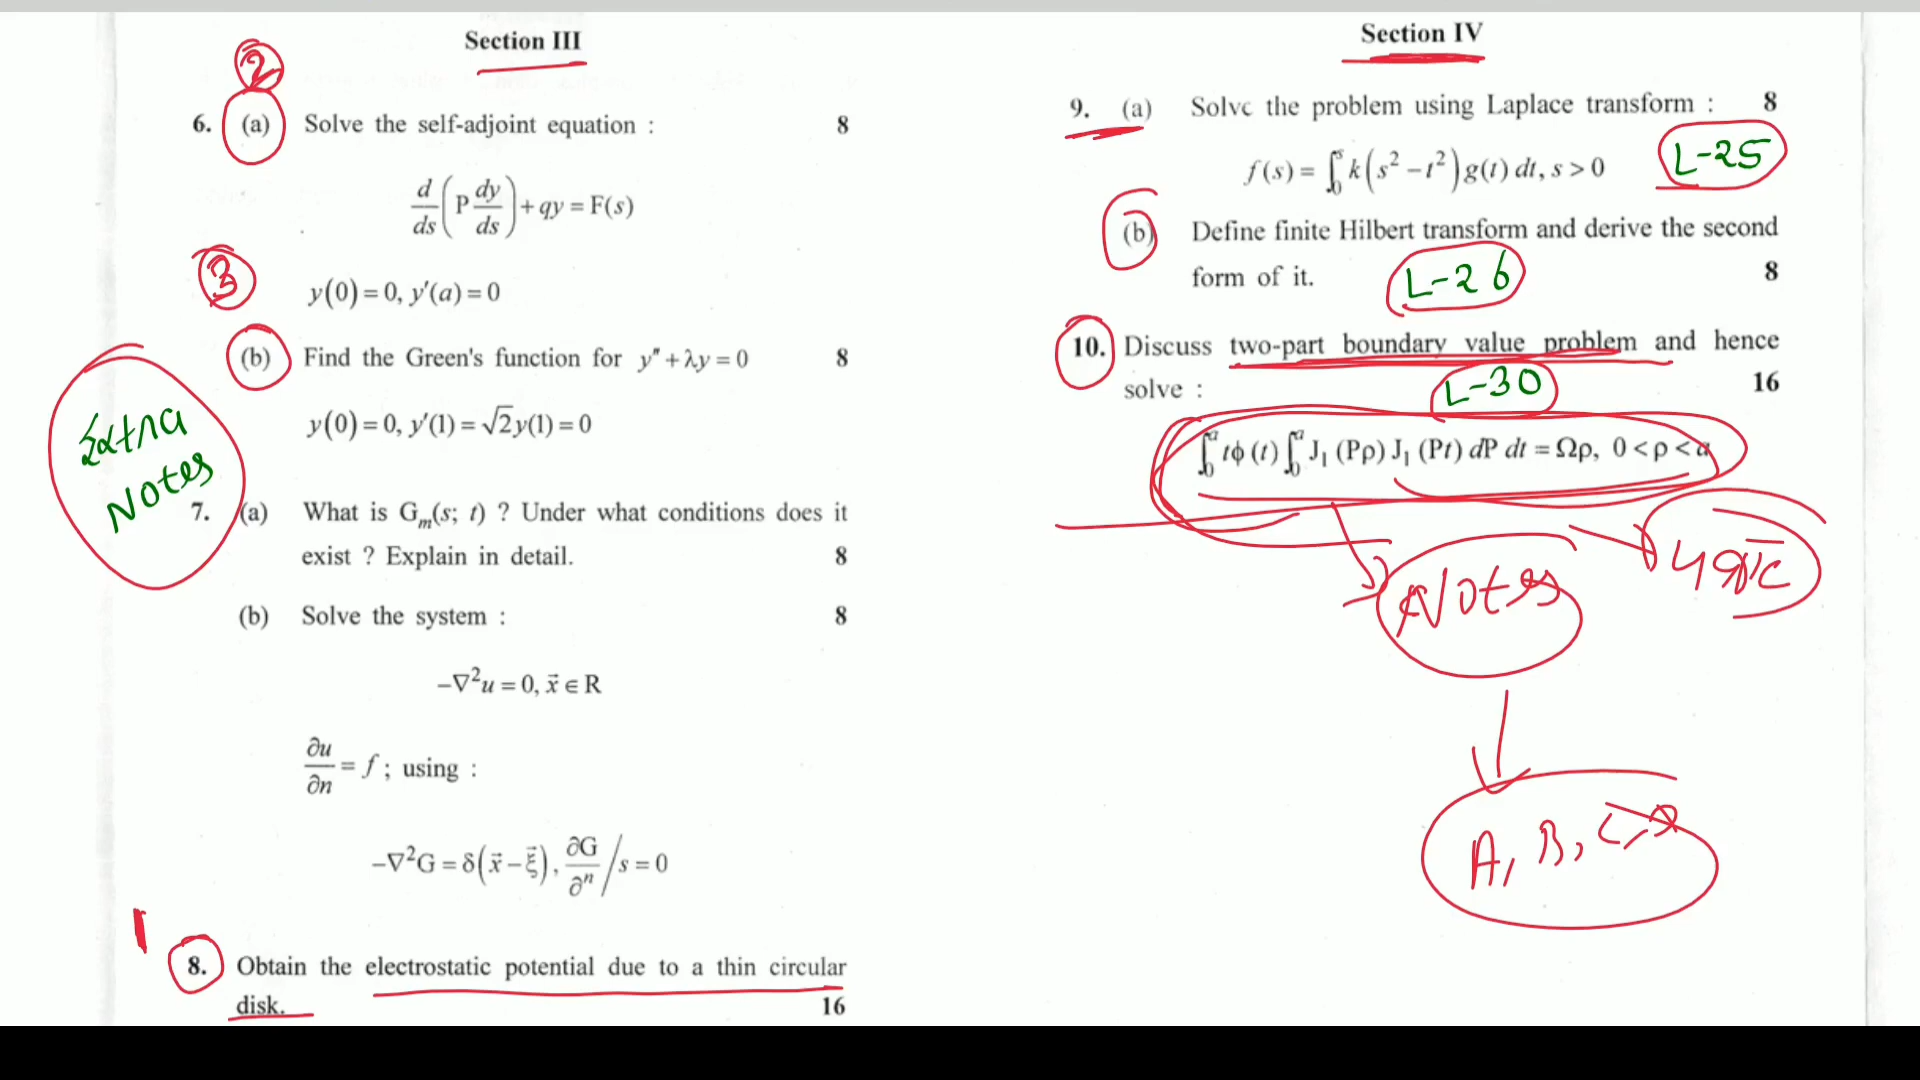 Section III
2
6. (a) Solve the self-adjoint equation : 8
d/ds (P dy/ds) + qy = F(s)
3
y(0) = 0, y′(a) = 0
(b) Find the Green's function for y″ + λy = 0 8
y(0) = 0, y′(1) = √2y(1) = 0
Extra
Notes
7. (a) What is Gm(s; t) ? Under what conditions does it
exist ? Explain in detail. 8
(b) Solve the system : 8
−∇²u = 0, x⃗ ∈ R
∂u/∂n = f ; using :
−∇²G = δ(x⃗ − ξ⃗), ∂G/∂ⁿ /s = 0
1
8. Obtain the electrostatic potential due to a thin circular
disk. 16
Section IV
9. (a) Solve the problem using Laplace transform : 8
f(s) = ∫₀ˢ k(s² − t²) g(t) dt, s > 0
L-25
(b) Define finite Hilbert transform and derive the second
form of it. 8
L-26
10. Discuss two-part boundary value problem and hence
solve : 16
L-30
∫₀ᵃ tϕ (t) ∫₀ᵃ J₁ (Pρ) J₁ (Pt) dP dt = Ωρ, 0 < ρ < a
Notes
A, B,